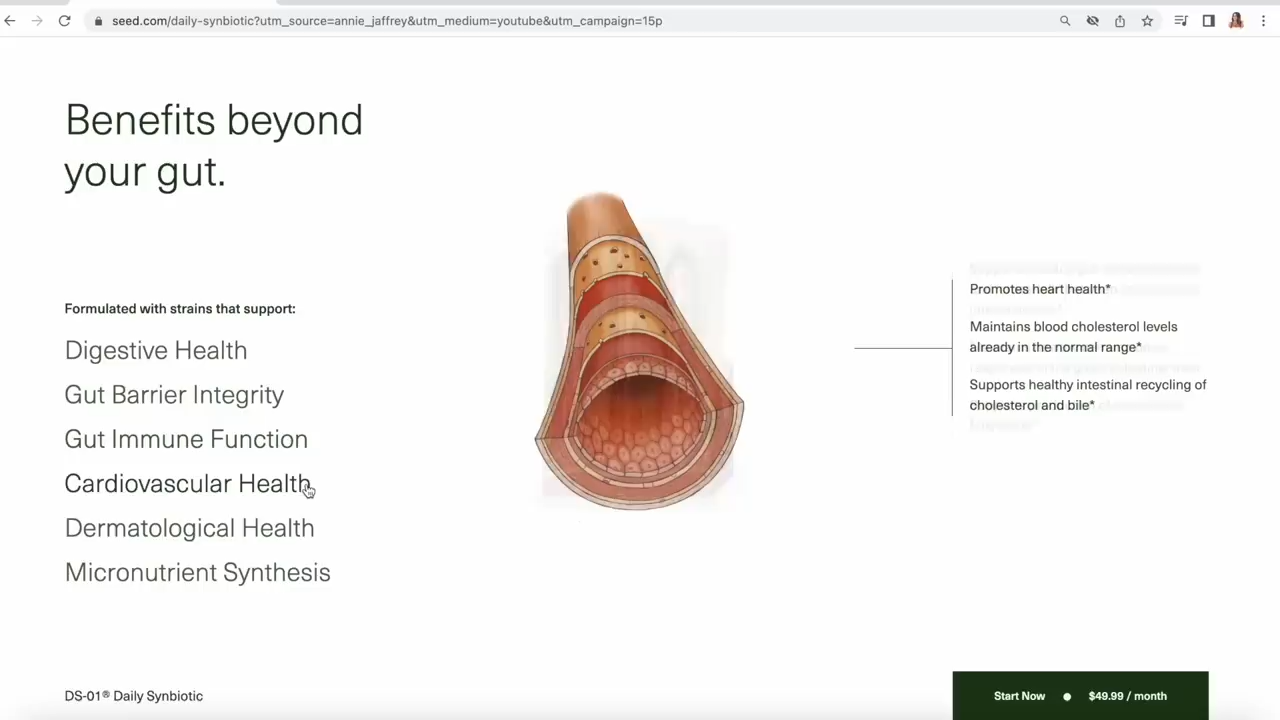 seed.com/daily-synbiotic?utm_source=annie_jaffrey&utm_medium=youtube&utm_campaign=15p
Benefits beyond
your gut.
Formulated with strains that support:
Digestive Health
Gut Barrier Integrity
Gut Immune Function
Cardiovascular Health
Dermatological Health
Micronutrient Synthesis
Promotes heart health*
Maintains blood cholesterol levels
already in the normal range*
Supports healthy intestinal recycling of
cholesterol and bile*
DS-01® Daily Synbiotic
Start Now ● $49.99 / month